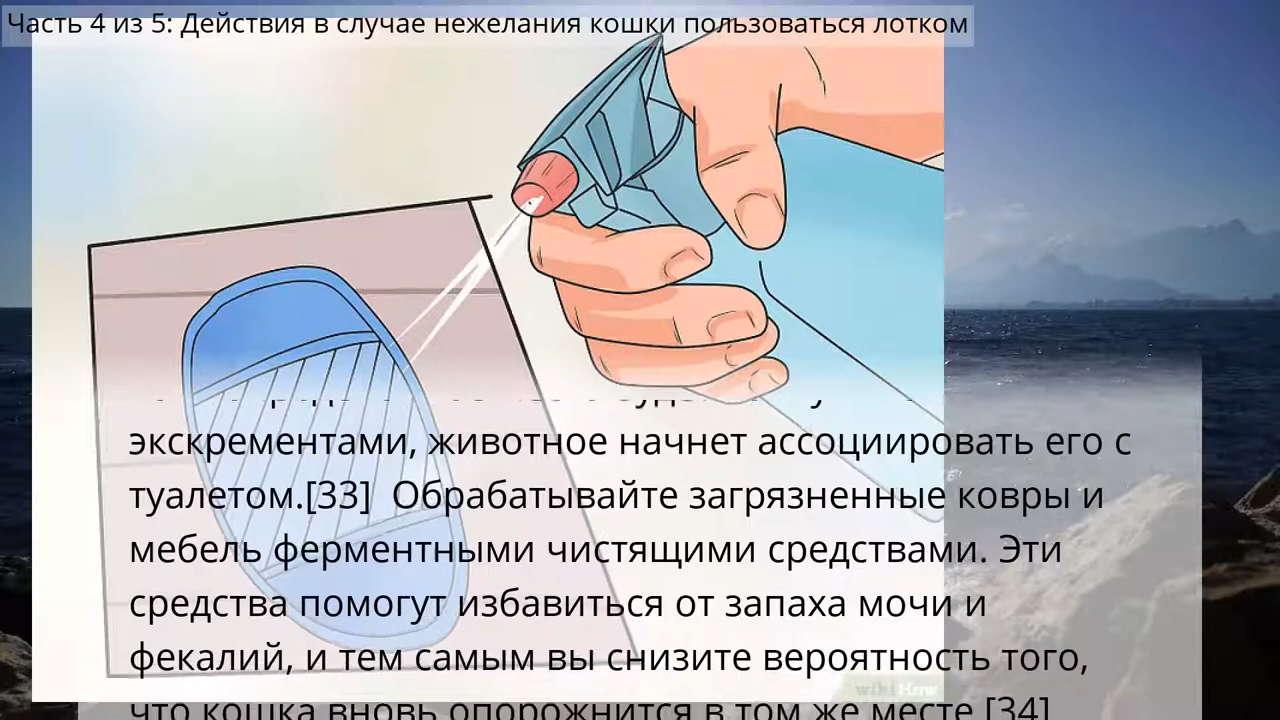 Часть 4 из 5: Действия в случае нежелания кошки пользоваться лотком
экскрементами, животное начнет ассоциировать его с
туалетом.[33]  Обрабатывайте загрязненные ковры и
мебель ферментными чистящими средствами. Эти
средства помогут избавиться от запаха мочи и
фекалий, и тем самым вы снизите вероятность того,
что кошка вновь опорожнится в том же месте.[34]
wikiHow